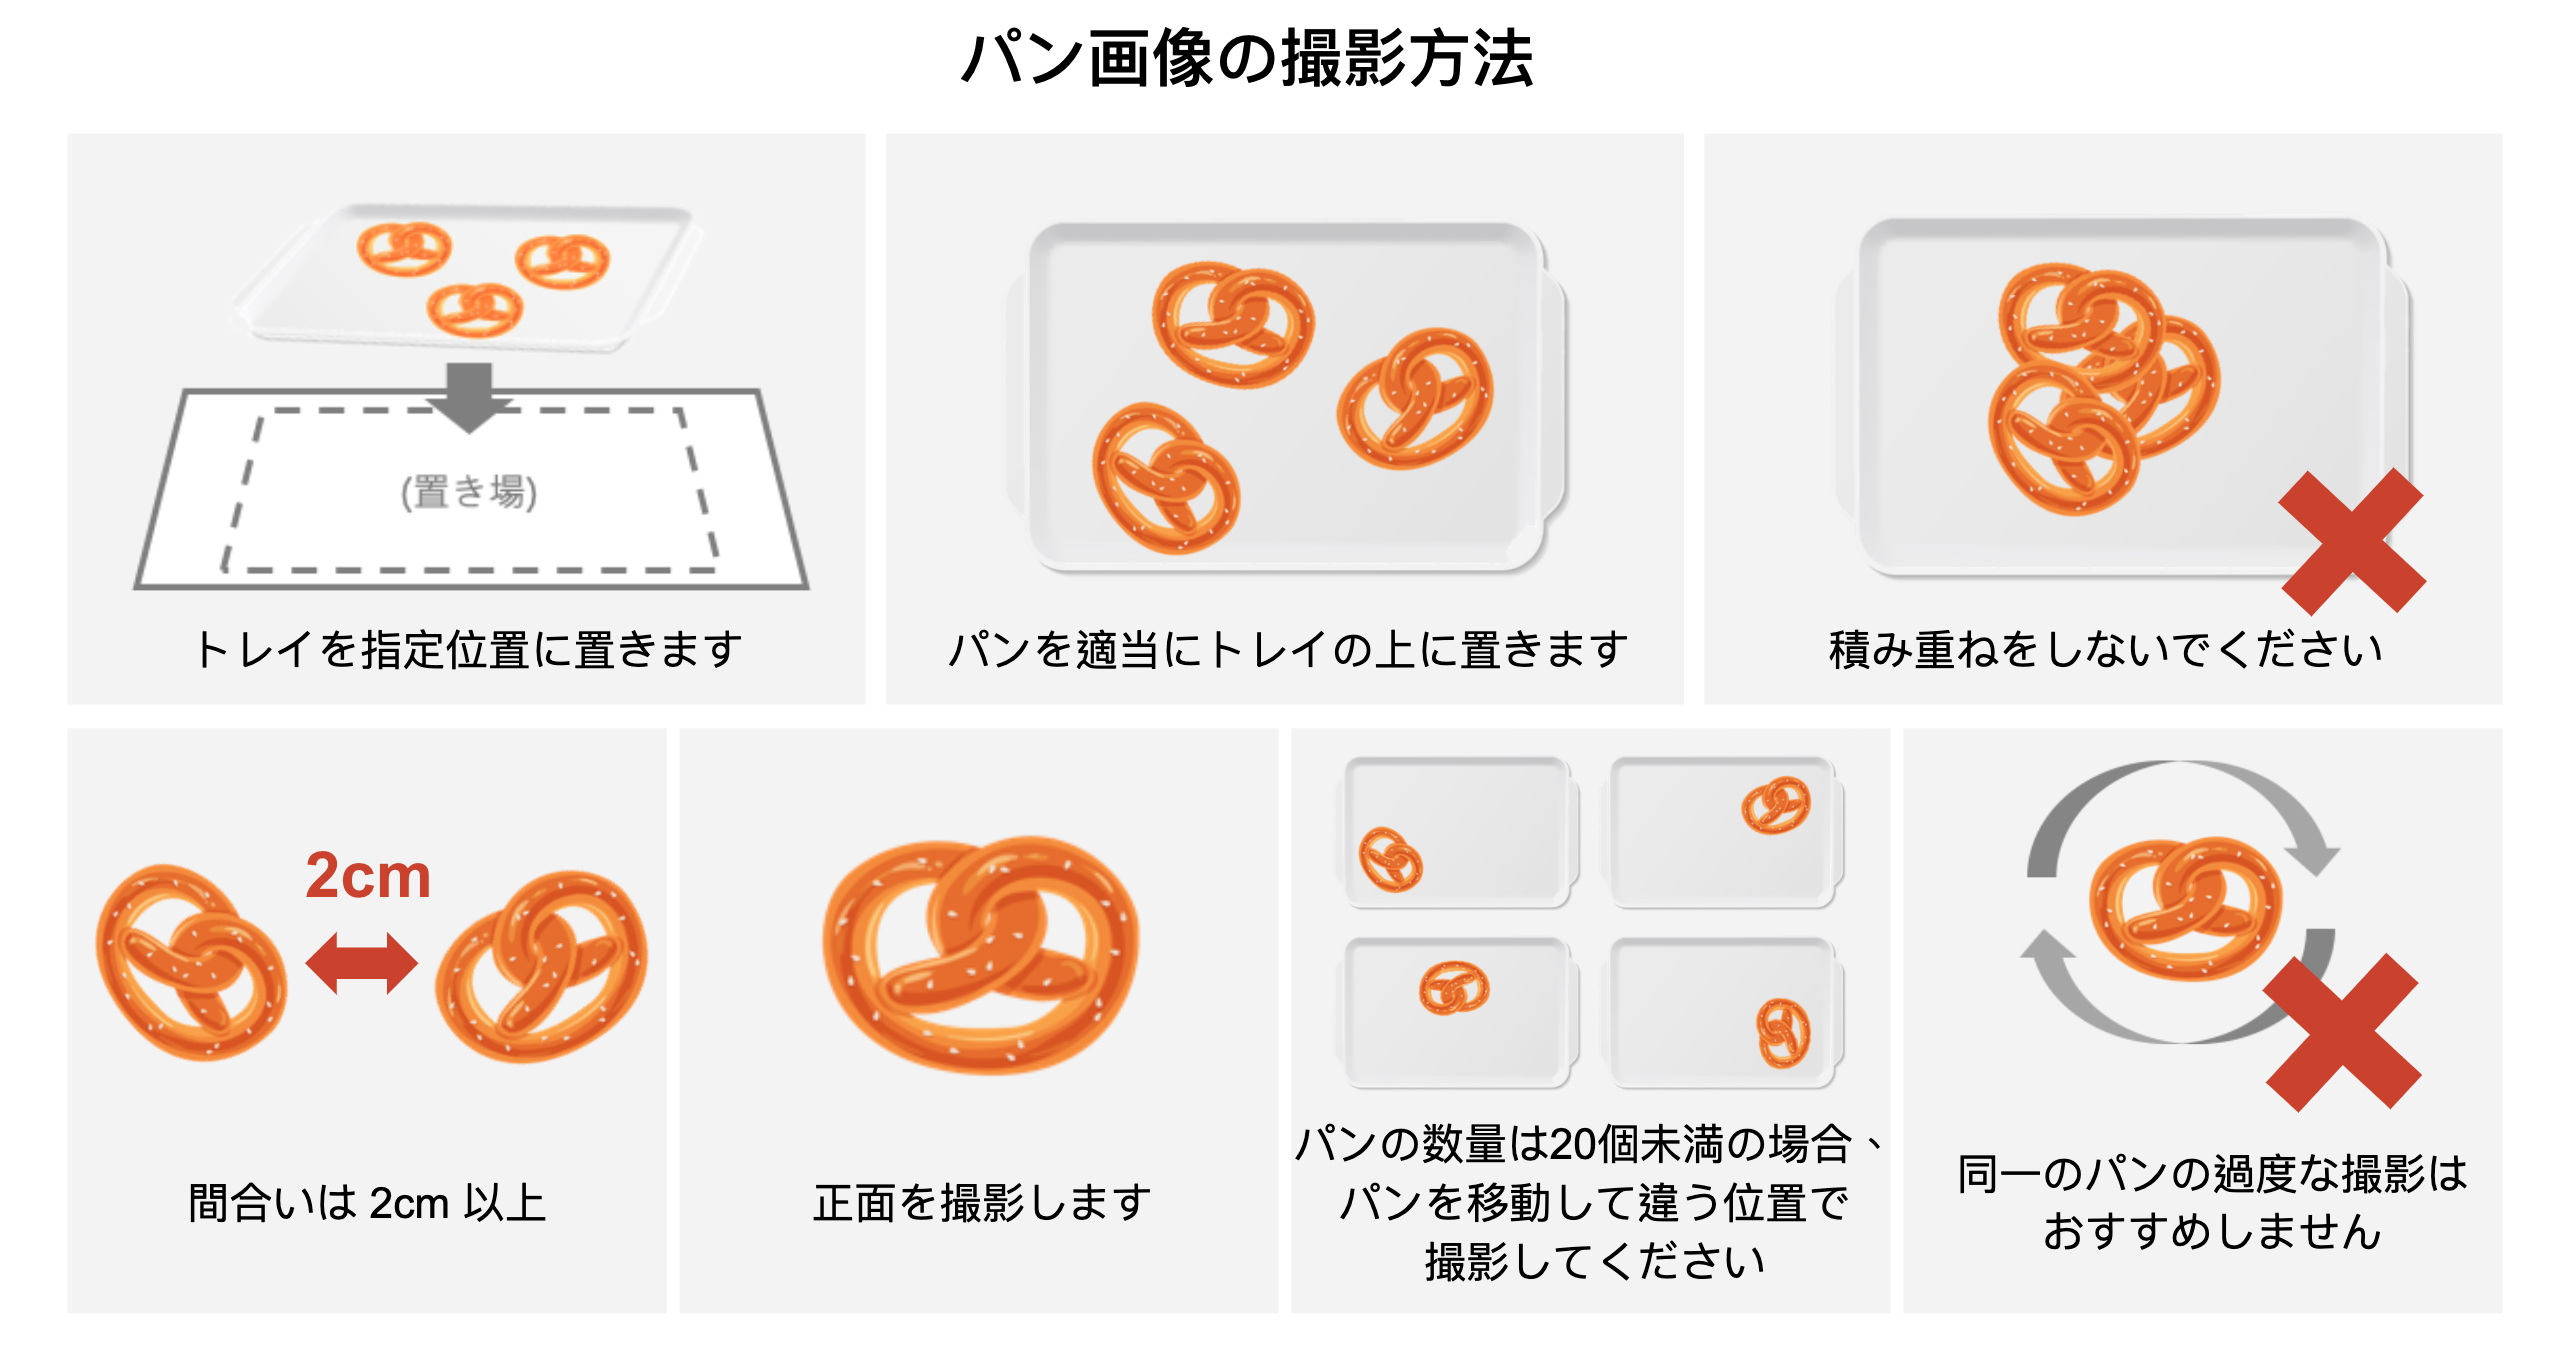 パン画像の撮影方法
(置き場)
トレイを指定位置に置きます
パンを適当にトレイの上に置きます
積み重ねをしないでください
2cm
間合いは 2cm 以上
正面を撮影します
パンの数量は20個未満の場合、
パンを移動して違う位置で
撮影してください
同一のパンの過度な撮影は
おすすめしません